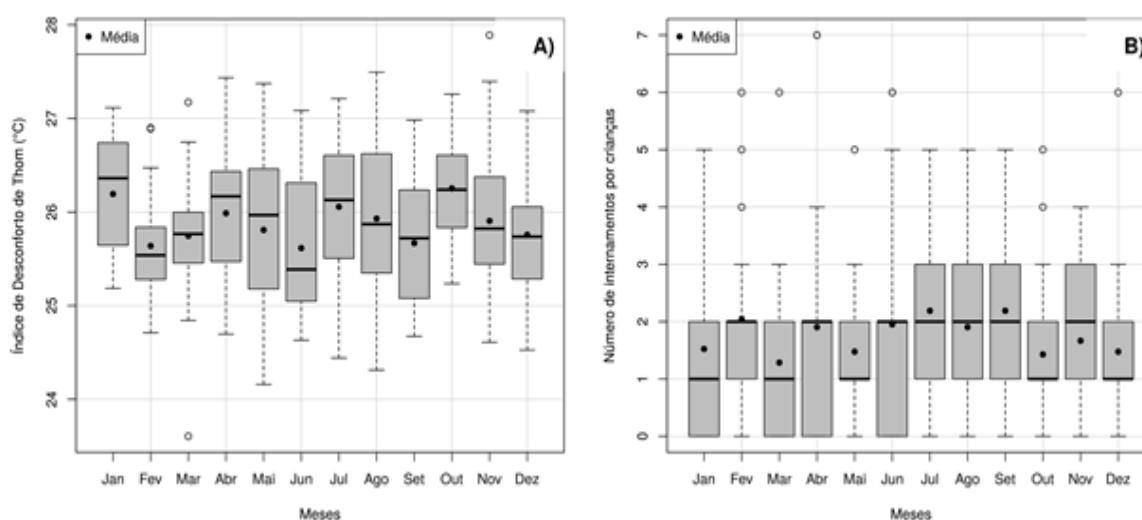 Média
A)
Índice de Desconforto de Thom (°C)
28
27
26
25
24
Jan Fev Mar Abr Mai Jun Jul Ago Set Out Nov Dez
Meses
Média
B)
Número de internamentos por crianças
7
6
5
4
3
2
1
0
Jan Fev Mar Abr Mai Jun Jul Ago Set Out Nov Dez
Meses